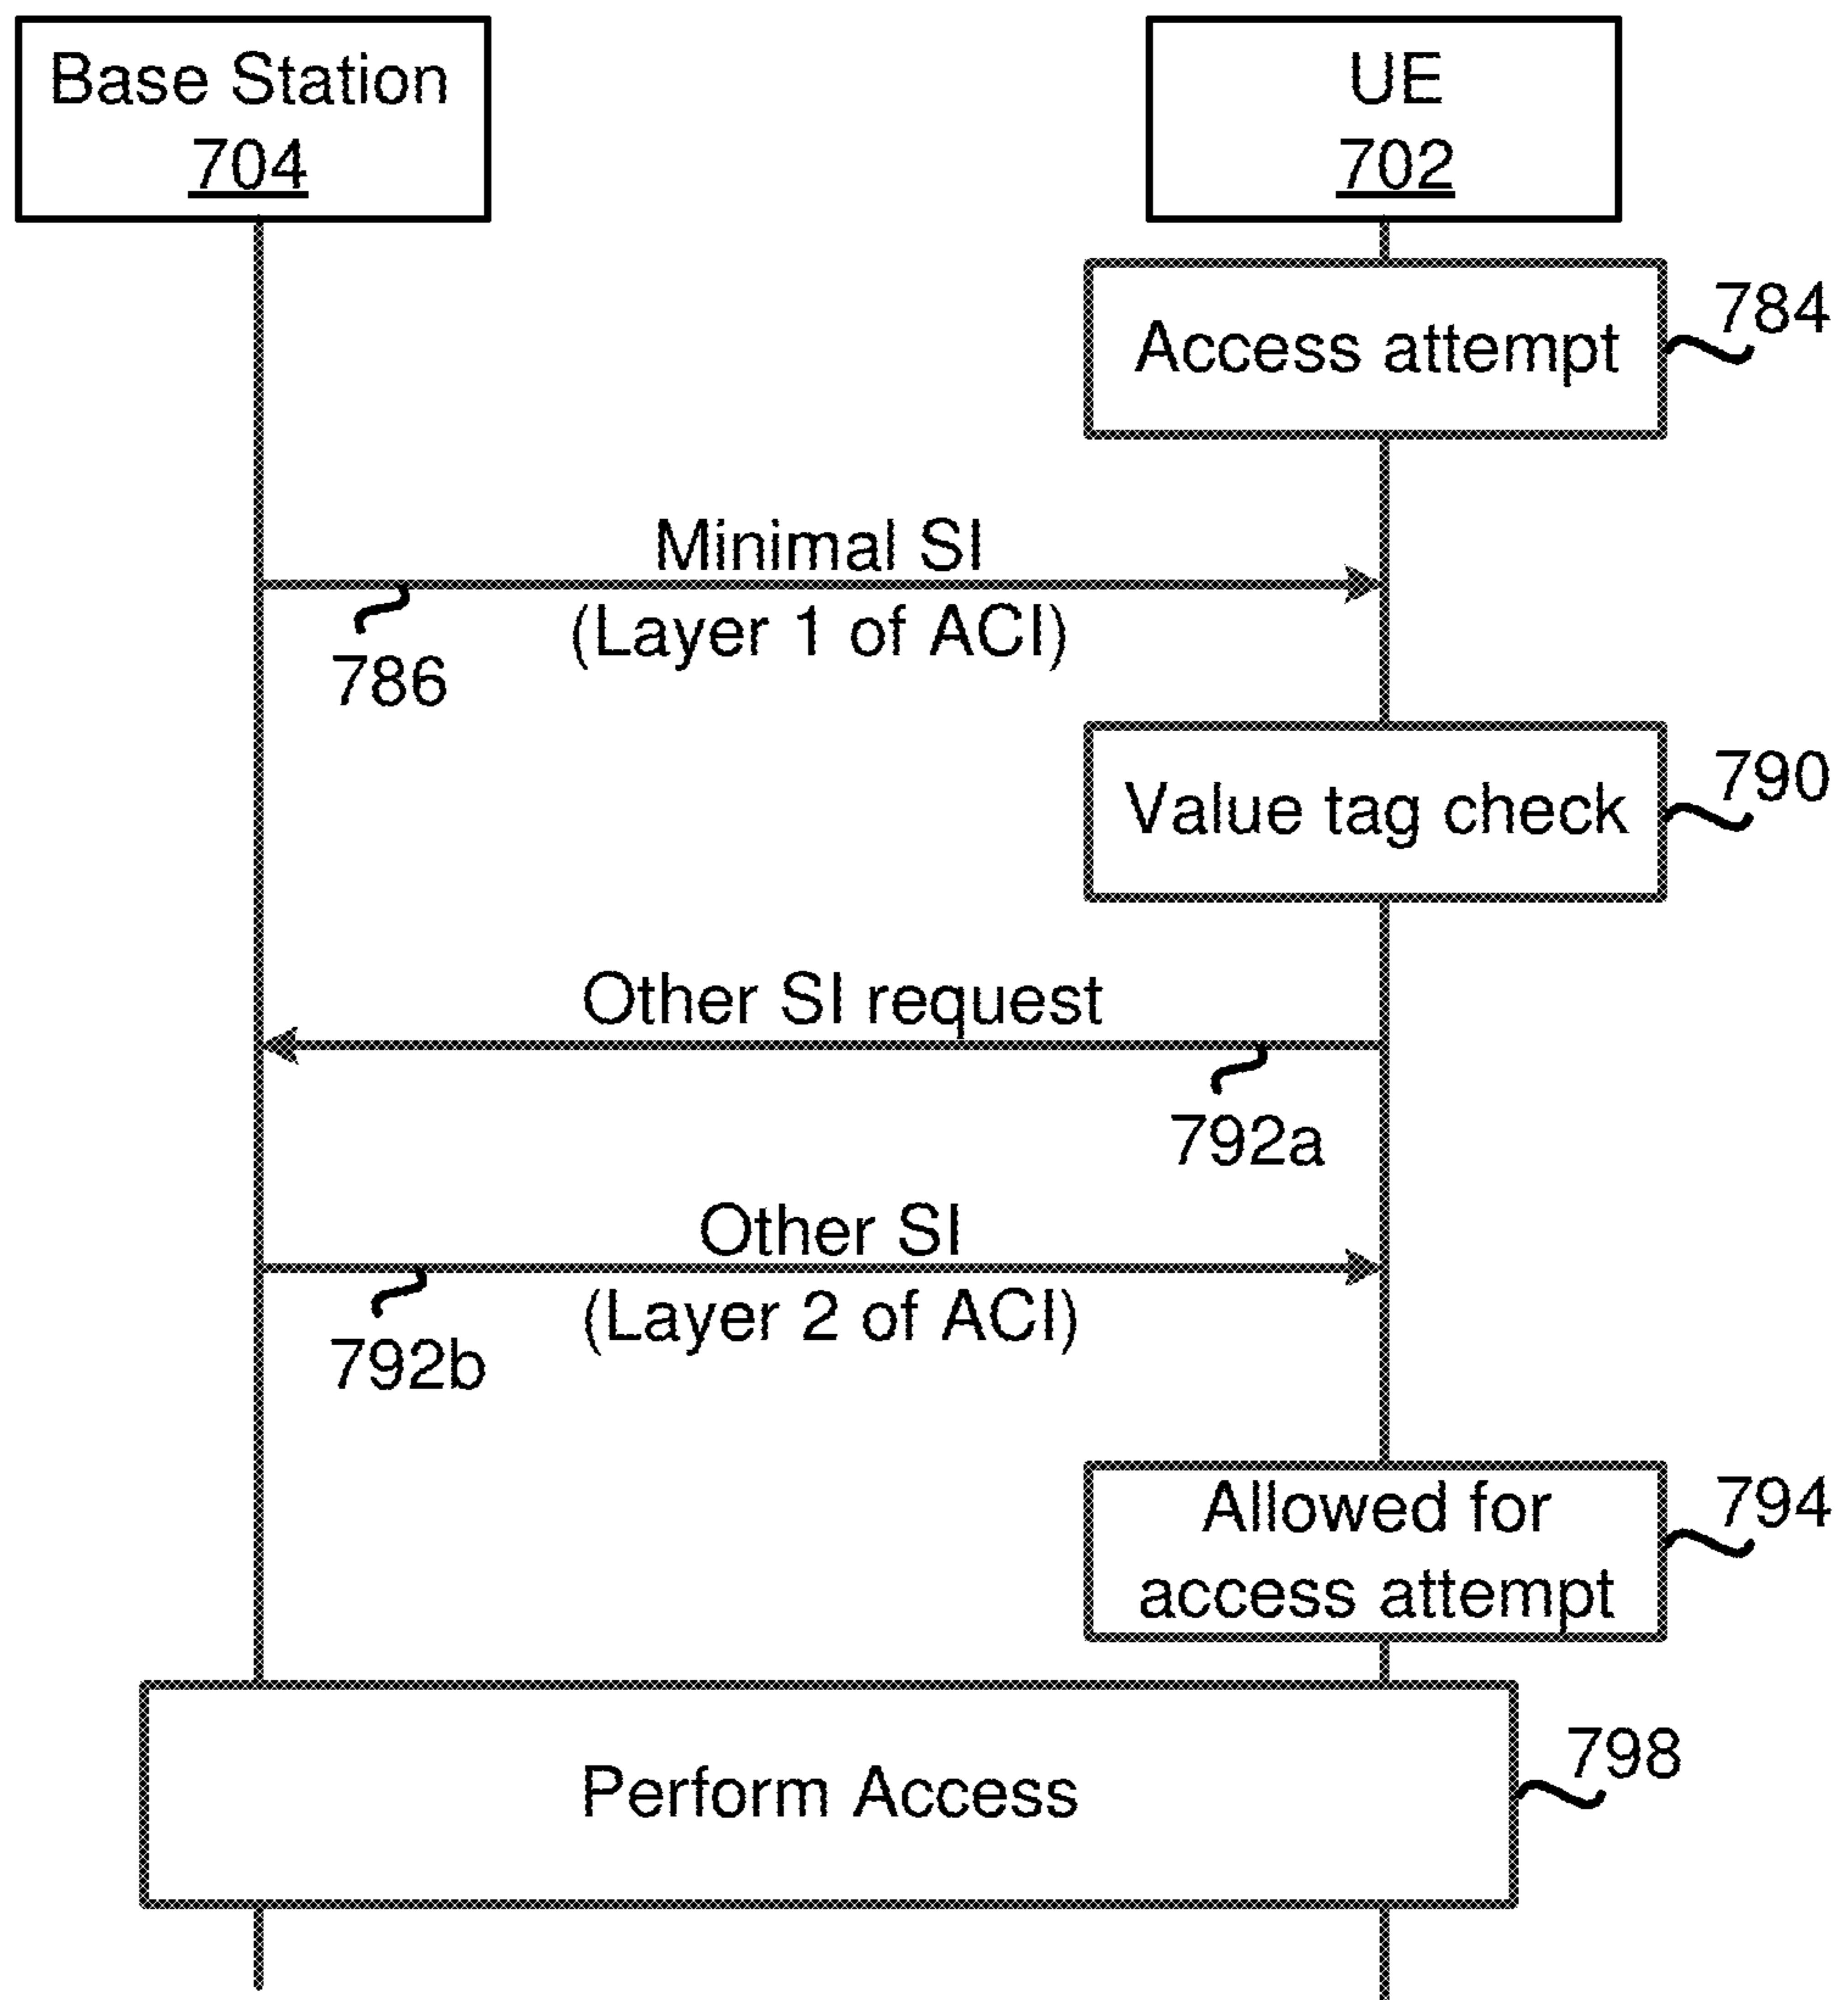 Base Station
704
UE
702
Access attempt
784
Minimal SI
(Layer 1 of ACI)
786
Value tag check
790
Other SI request
792a
Other SI
(Layer 2 of ACI)
792b
Allowed for
access attempt
794
Perform Access
798